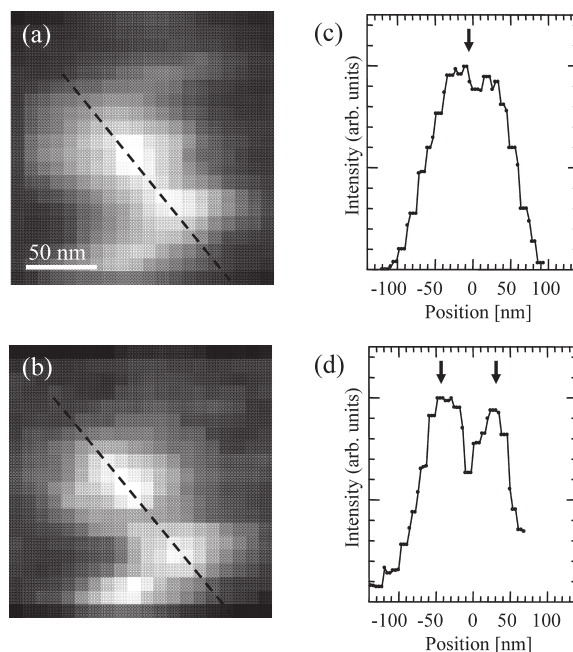 (a)
50 nm
(c)
Intensity (arb. units)
-100 -50 0 50 100
Position [nm]
(b)
(d)
Intensity (arb. units)
-100 -50 0 50 100
Position [nm]